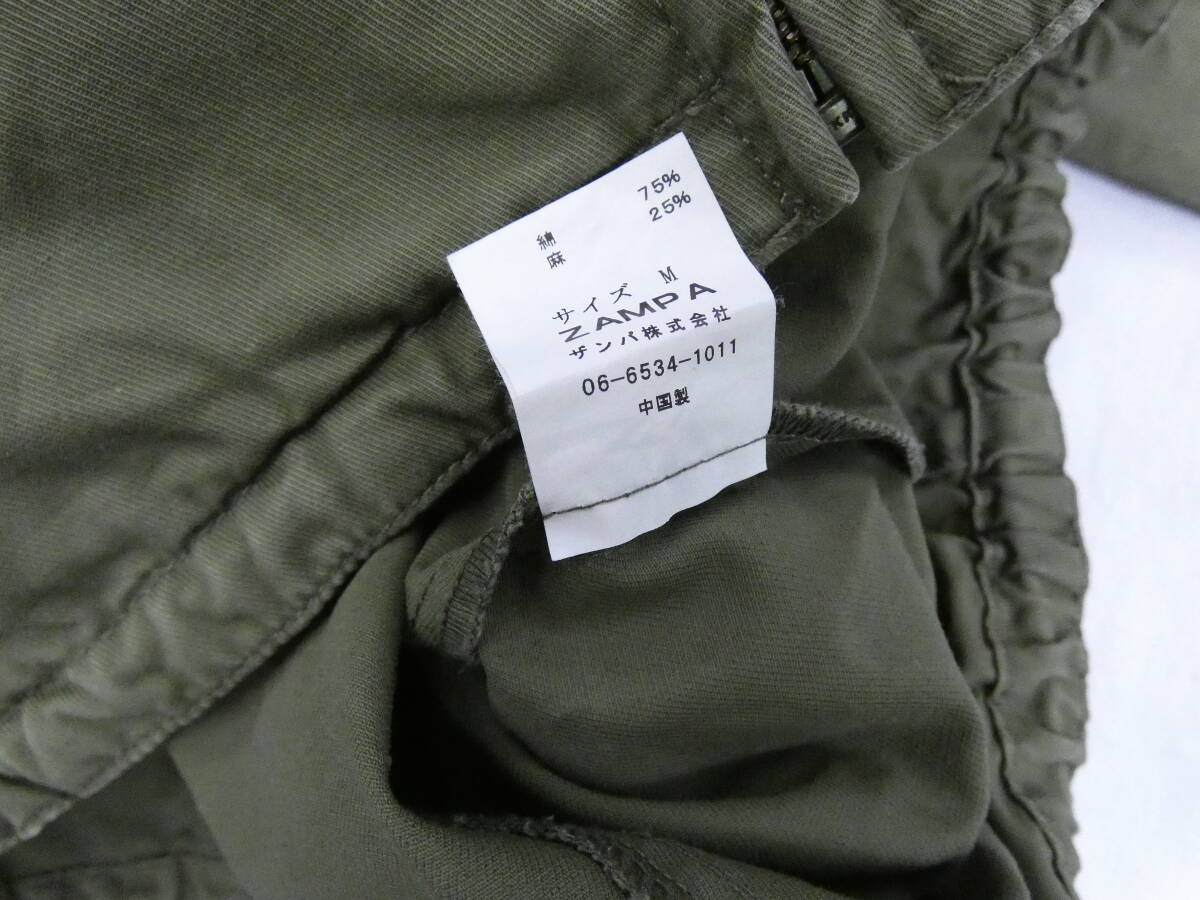 綿 75%
麻 25%
サイズ M
ZAMPA
ザンパ株式会社
06-6534-1011
中国製